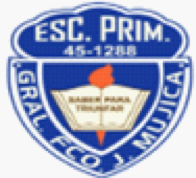 ESC. PRIM.
45-1288
GRAL. FCO. J. MUJICA.
SABER PARA
TRIUNFAR